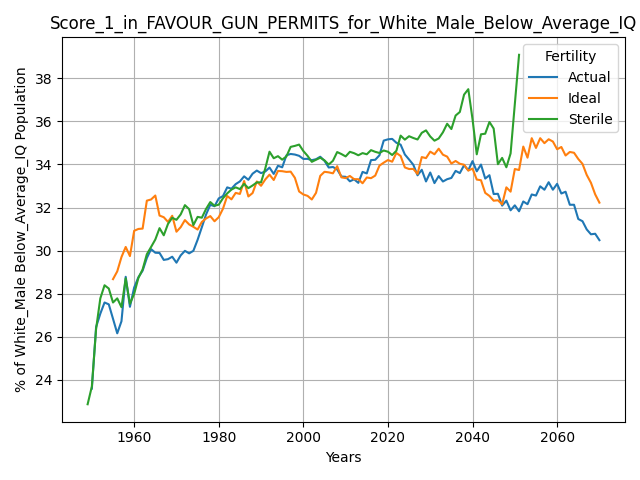 Score_1_in_FAVOUR_GUN_PERMITS_for_White_Male_Below_Average_IQ
% of White_Male Below_Average_IQ Population
38
36
34
32
30
28
26
24
Fertility
Actual
Ideal
Sterile
1960 1980 2000 2020 2040 2060
Years